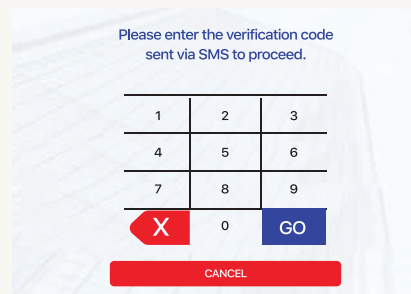 Please enter the verification code
sent via SMS to proceed.
1 2 3
4 5 6
7 8 9
X 0 GO
CANCEL